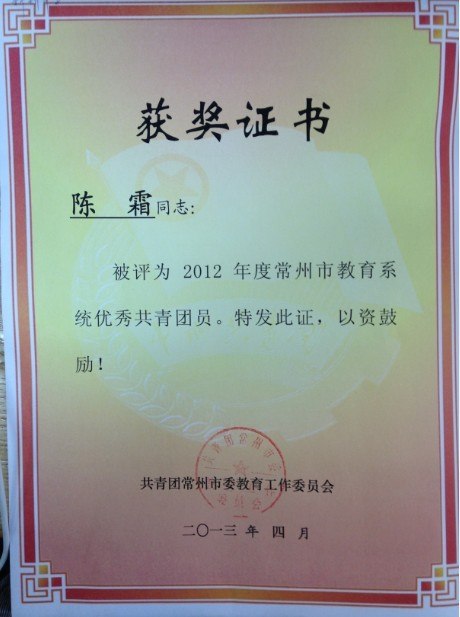 获奖证书
陈 霜同志:
被评为 2012 年度常州市教育系
统优秀共青团员。特发此证，以资鼓
励！
共青团常州市委教育工作委员会
二〇一三年 四 月